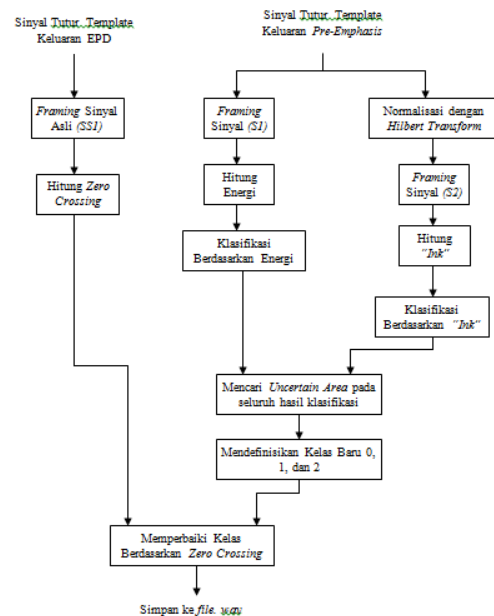 Sinyal Tutur Template
Keluaran EPD
Sinyal Tutur Template
Keluaran Pre-Emphasis
Framing Sinyal
Asli (SS1)
Framing
Sinyal (S1)
Normalisasi dengan
Hilbert Transform
Hitung Zero
Crossing
Hitung
Energi
Framing
Sinyal (S2)
Klasifikasi
Berdasarkan Energi
Hitung
"Ink"
Klasifikasi
Berdasarkan "Ink"
Mencari Uncertain Area pada
seluruh hasil klasifikasi
Mendefinisikan Kelas Baru 0,
1, dan 2
Memperbaiki Kelas
Berdasarkan Zero Crossing
Simpan ke file. wav